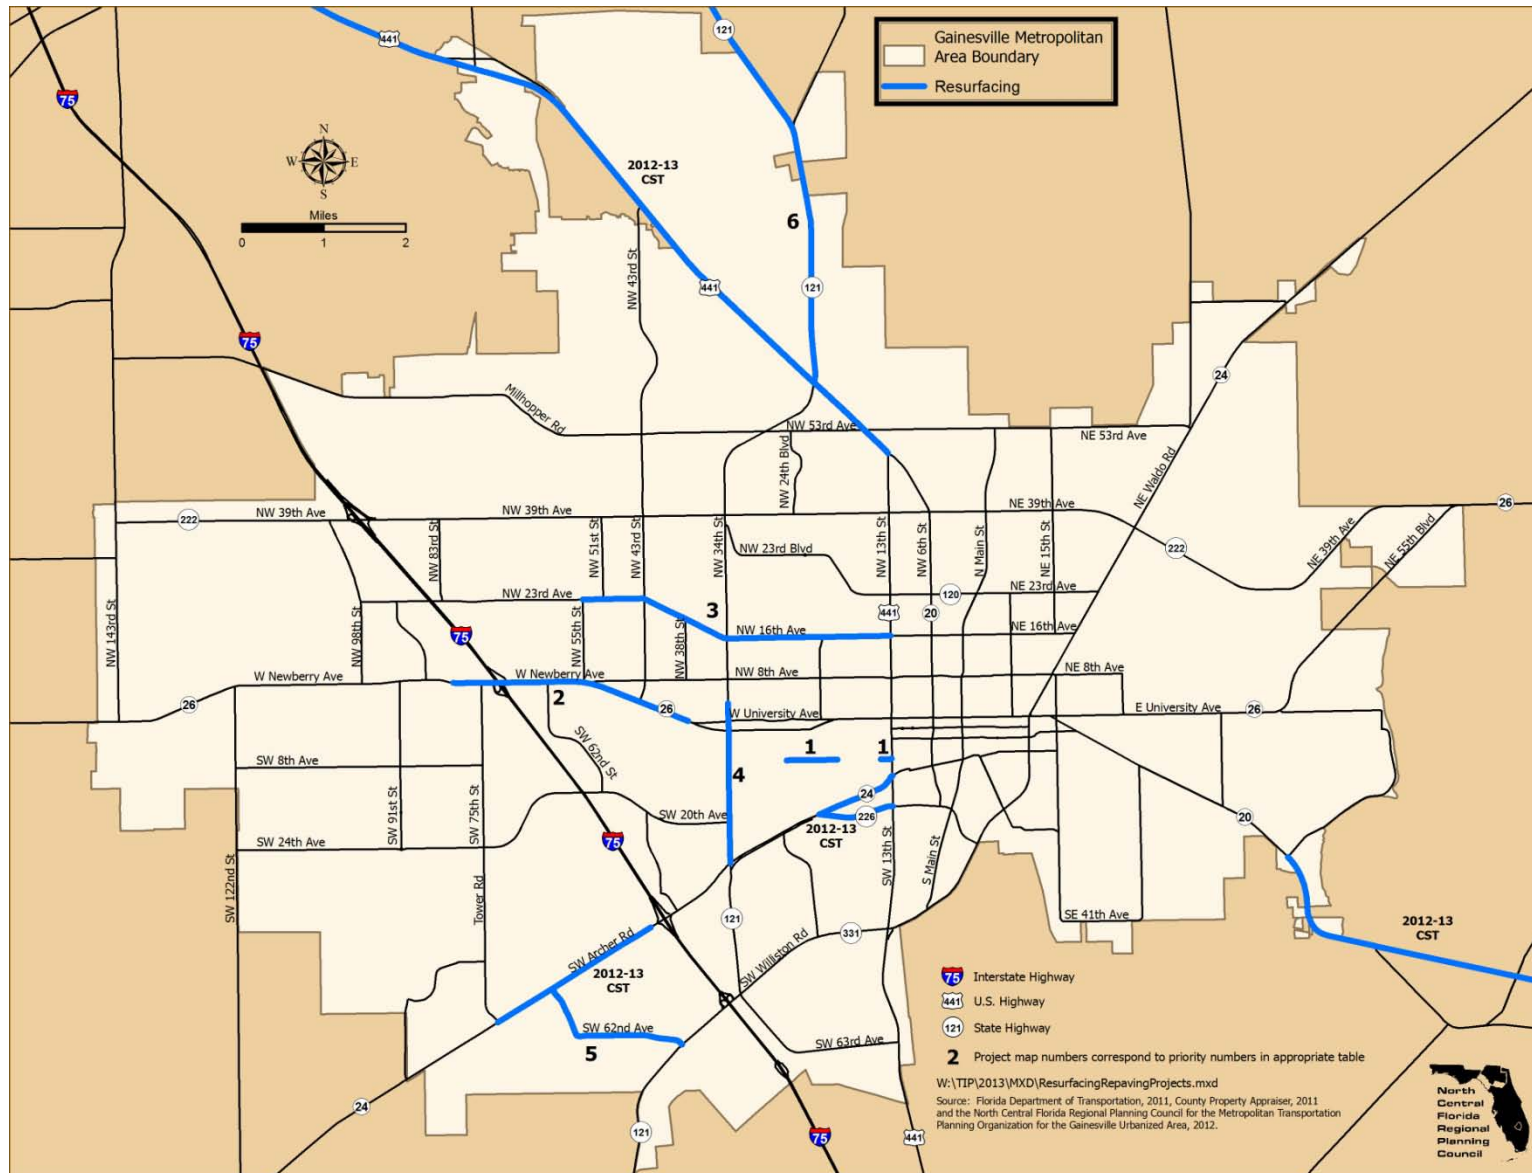 441
121
Gainesville Metropolitan
Area Boundary
Resurfacing
75
N
W
E
S
2012-13
CST
Miles
0
1
2
6
NW 43rd St
441
121
75
24
Millhopper Rd
NW 53rd Ave
NE 53rd Ave
NW 24th Blvd
NE Waldo Rd
26
222
NW 39th Ave
NW 39th Ave
NE 39th Ave
NE 39th Ave
NE 55th Blvd
NW 83rd St
NW 51st St
NW 43rd St
NW 34th St
NW 23rd Blvd
NW 13th St
NW 6th St
N Main St
NE 15th St
222
NW 23rd Ave
120
NE 23rd Ave
NW 143rd St
NW 98th St
75
NW 55th St
3
NW 38th St
NW 16th Ave
441
20
NE 16th Ave
W Newberry Ave
W Newberry Ave
NW 8th Ave
NE 8th Ave
26
2
26
W University Ave
E University Ave
26
SW 8th Ave
SW 62nd St
4
1
1
SW 91st St
SW 75th St
24
SW 20th Ave
226
20
SW 24th Ave
75
2012-13
CST
SW 13th St
S Main St
SW 122nd St
Tower Rd
121
SE 41th Ave
2012-13
CST
SW Archer Rd
SW Williston Rd
331
2012-13
CST
SW 62nd Ave
5
SW 63rd Ave
24
121
75
441
75
Interstate Highway
441
U.S. Highway
121
State Highway
2
Project map numbers correspond to priority numbers in appropriate table
W:\TIP\2013\MXD\ResurfacingRepavingProjects.mxd
Source: Florida Department of Transportation, 2011, County Property Appraiser, 2011
and the North Central Florida Regional Planning Council for the Metropolitan Transportation
Planning Organization for the Gainesville Urbanized Area, 2012.
North
Central
Florida
Regional
Planning
Council